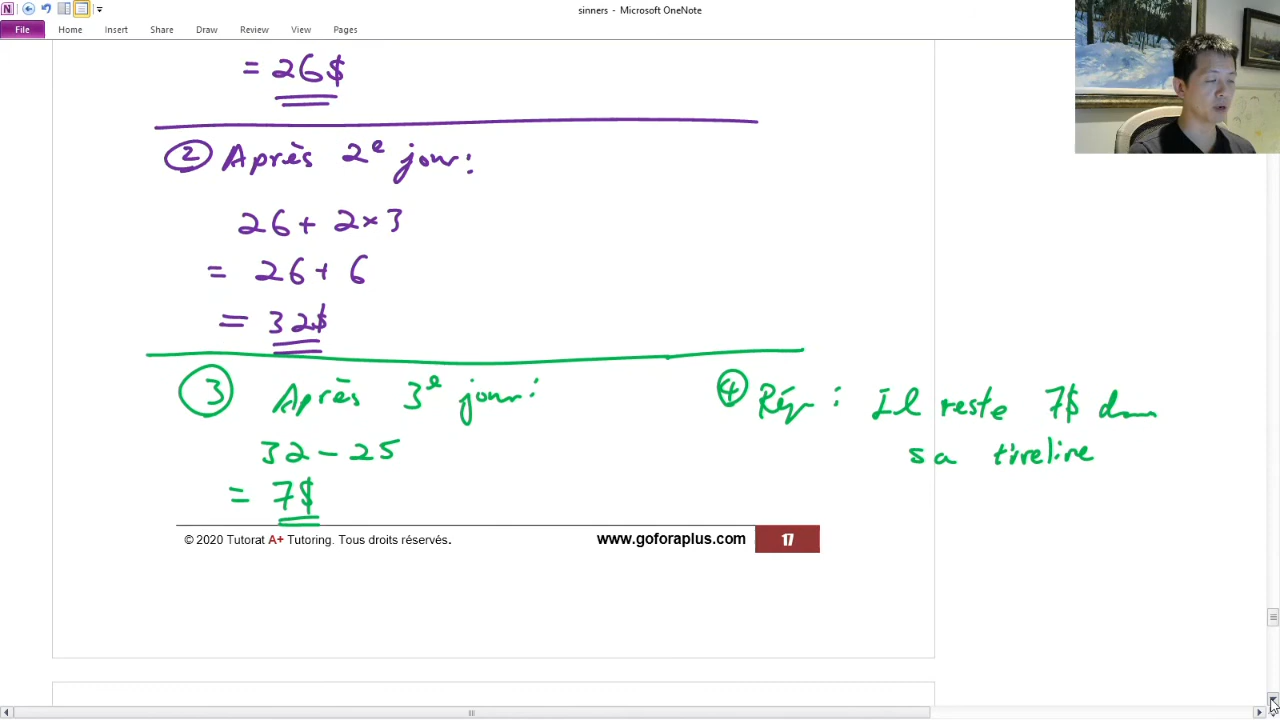 sinners - Microsoft OneNote
File Home Insert Share Draw Review View Pages
= 26$
② Après 2e jour:
26 + 2 × 3
= 26 + 6
= 32$
③ Après 3e jour:
32 - 25
= 7$
④ Rép : Il reste 7$ dans
sa tireline
© 2020 Tutorat A+ Tutoring. Tous droits réservés.
www.goforaplus.com
17